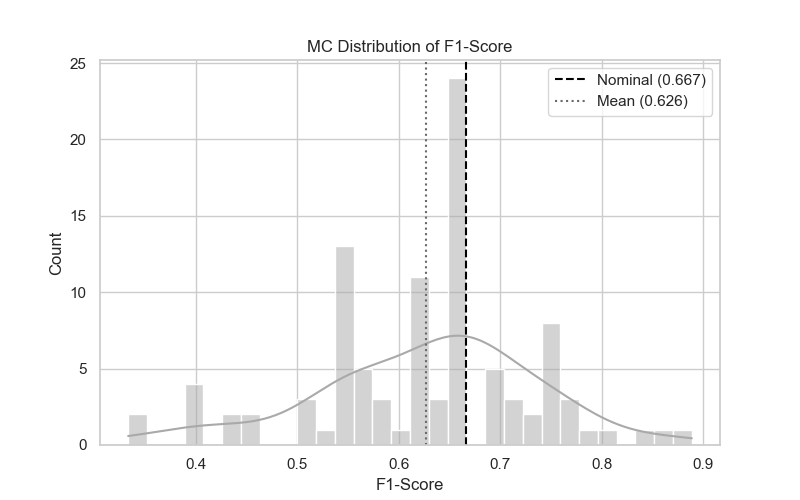 MC Distribution of F1-Score
Nominal (0.667)
Mean (0.626)
Count
25
20
15
10
5
0
0.4 0.5 0.6 0.7 0.8 0.9
F1-Score